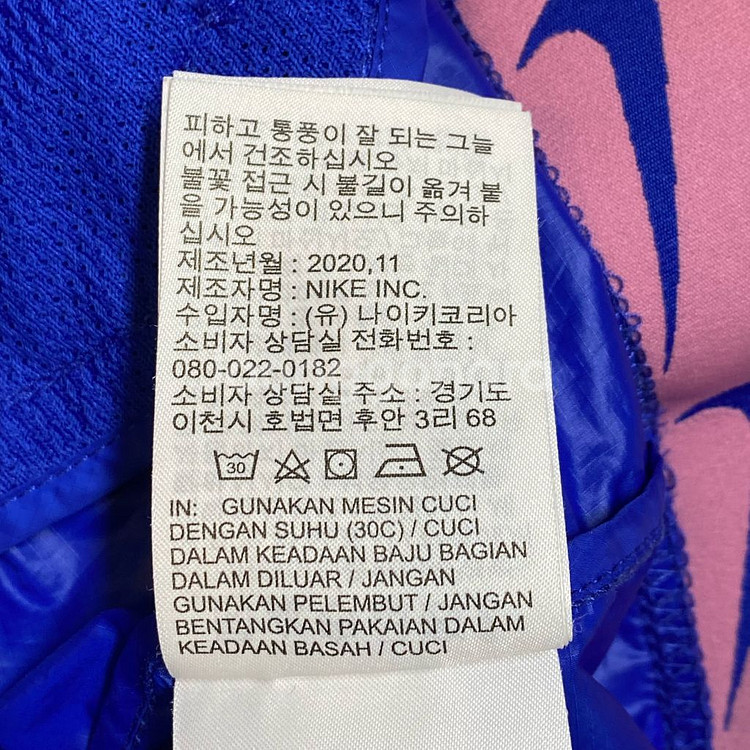 피하고 통풍이 잘 되는 그늘
에서 건조하십시오
불꽃 접근 시 불길이 옮겨 붙
을 가능성이 있으니 주의하
십시오
제조년월 : 2020,11
제조자명 : NIKE INC.
수입자명 : (유) 나이키코리아
소비자 상담실 전화번호 :
080-022-0182
소비자 상담실 주소 : 경기도
이천시 호법면 후안 3리 68
30
IN: GUNAKAN MESIN CUCI
DENGAN SUHU (30C) / CUCI
DALAM KEADAAN BAJU BAGIAN
DALAM DILUAR / JANGAN
GUNAKAN PELEMBUT / JANGAN
BENTANGKAN PAKAIAN DALAM
KEADAAN BASAH / CUCI